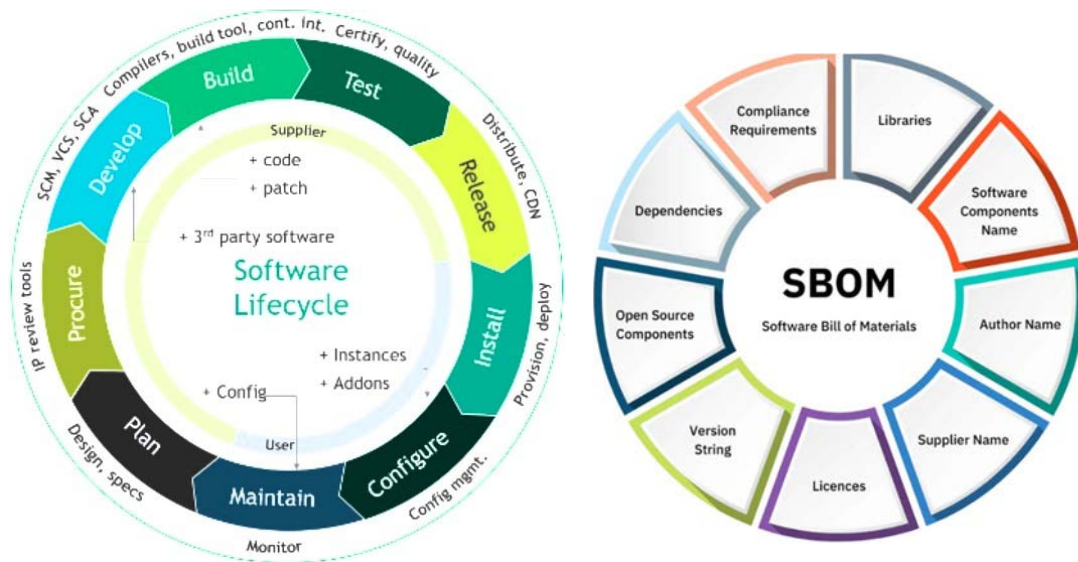 Compilers, build tool, cont. int.
Certify, quality
Distribute, CDN
Provision, deploy
Config mgmt.
Monitor
Design, specs
IP review tools
SCM, VCS, SCA
Build
Test
Release
Install
Configure
Maintain
Plan
Procure
Develop
Supplier
+ code
+ patch
+ 3rd party software
Software
Lifecycle
+ Instances
+ Addons
+ Config
User
Compliance
Requirements
Libraries
Software
Components
Name
Author Name
Supplier Name
Licences
Version
String
Open Source
Components
Dependencies
SBOM
Software Bill of Materials